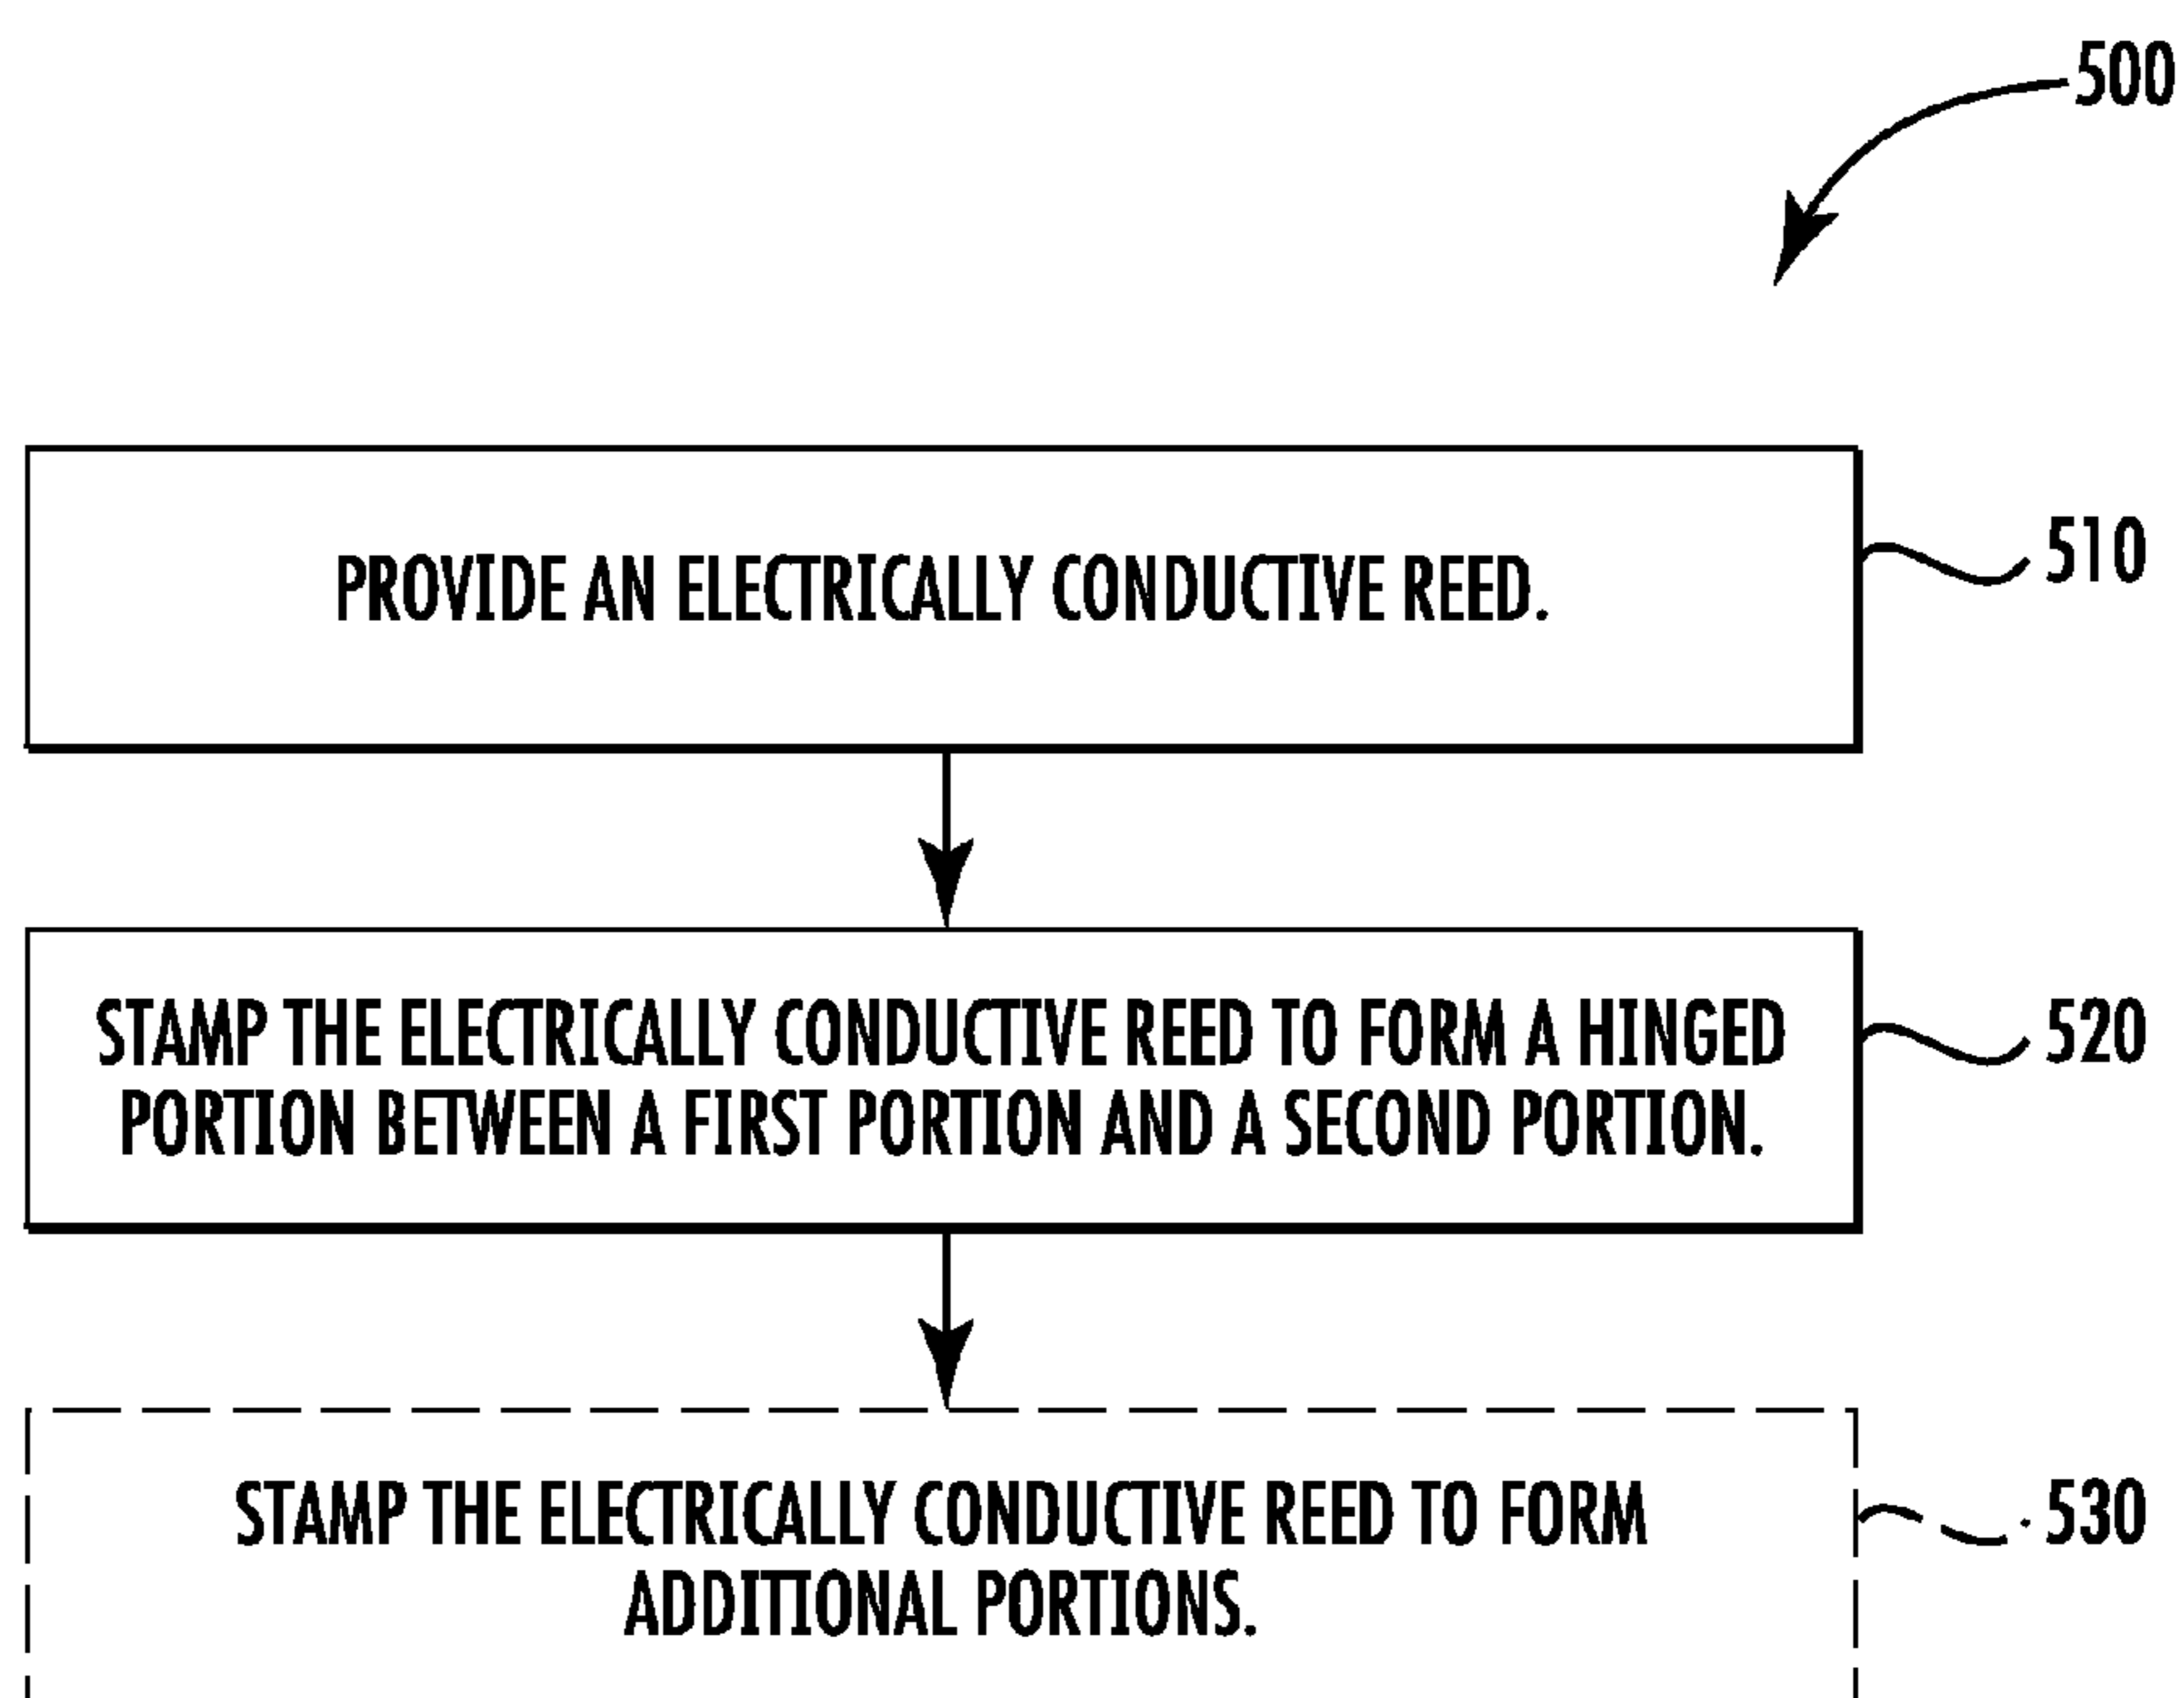 500
PROVIDE AN ELECTRICALLY CONDUCTIVE REED.
510
STAMP THE ELECTRICALLY CONDUCTIVE REED TO FORM A HINGED
PORTION BETWEEN A FIRST PORTION AND A SECOND PORTION.
520
STAMP THE ELECTRICALLY CONDUCTIVE REED TO FORM
ADDITIONAL PORTIONS.
530